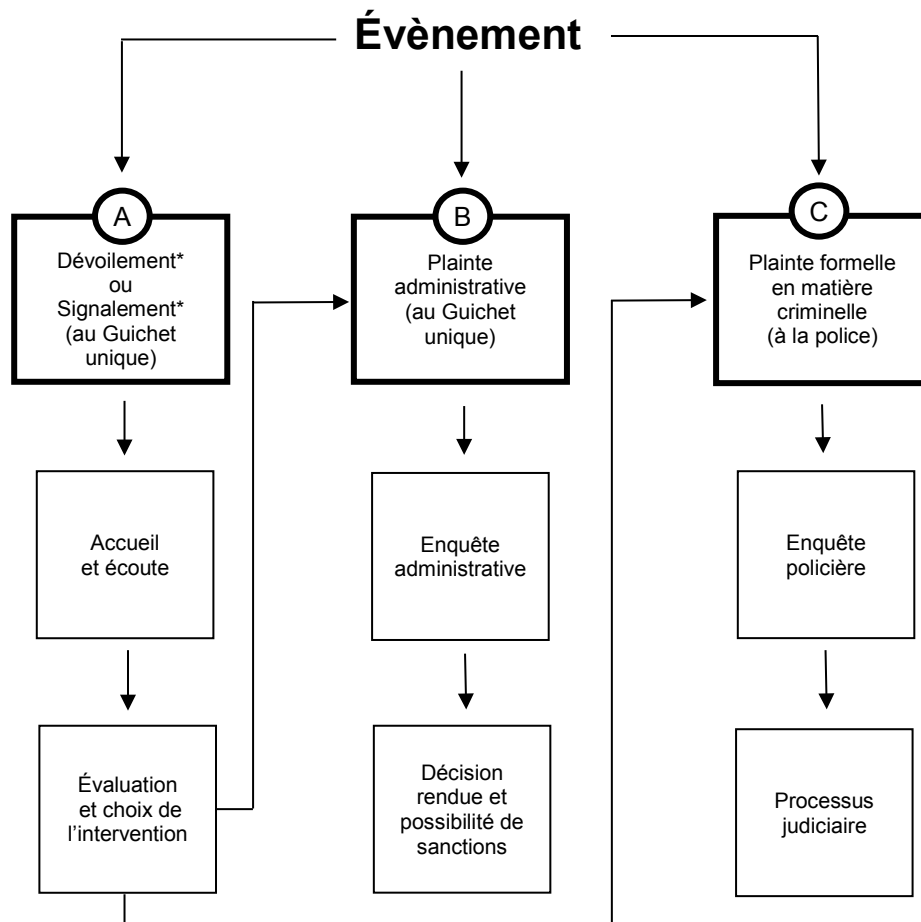 Évènement
A
Dévoilement*
ou
Signalement*
(au Guichet
unique)
B
Plainte
administrative
(au Guichet
unique)
C
Plainte formelle
en matière
criminelle
(à la police)
Accueil
et écoute
Enquête
administrative
Enquête
policière
Évaluation
et choix de
l’intervention
Décision
rendue et
possibilité de
sanctions
Processus
judiciaire